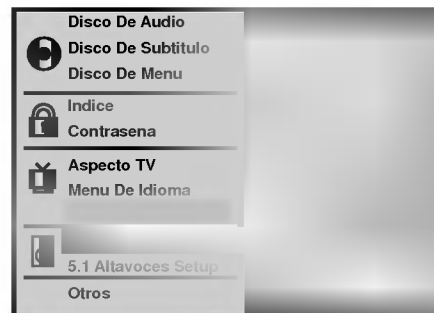 Disco De Audio
Disco De Subtitulo
Disco De Menu
Indice
Contrasena
Aspecto TV
Menu De Idioma
5.1 Altavoces Setup
Otros